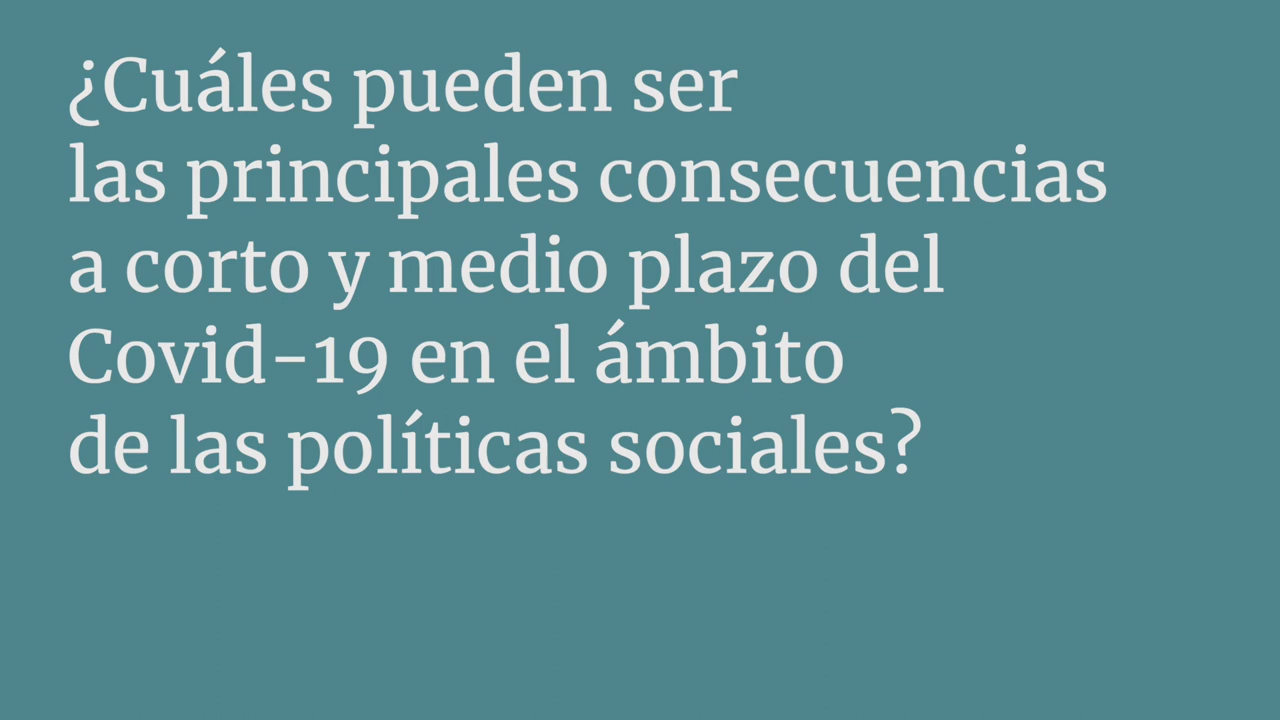 ¿Cuáles pueden ser
las principales consecuencias
a corto y medio plazo del
Covid-19 en el ámbito
de las políticas sociales?